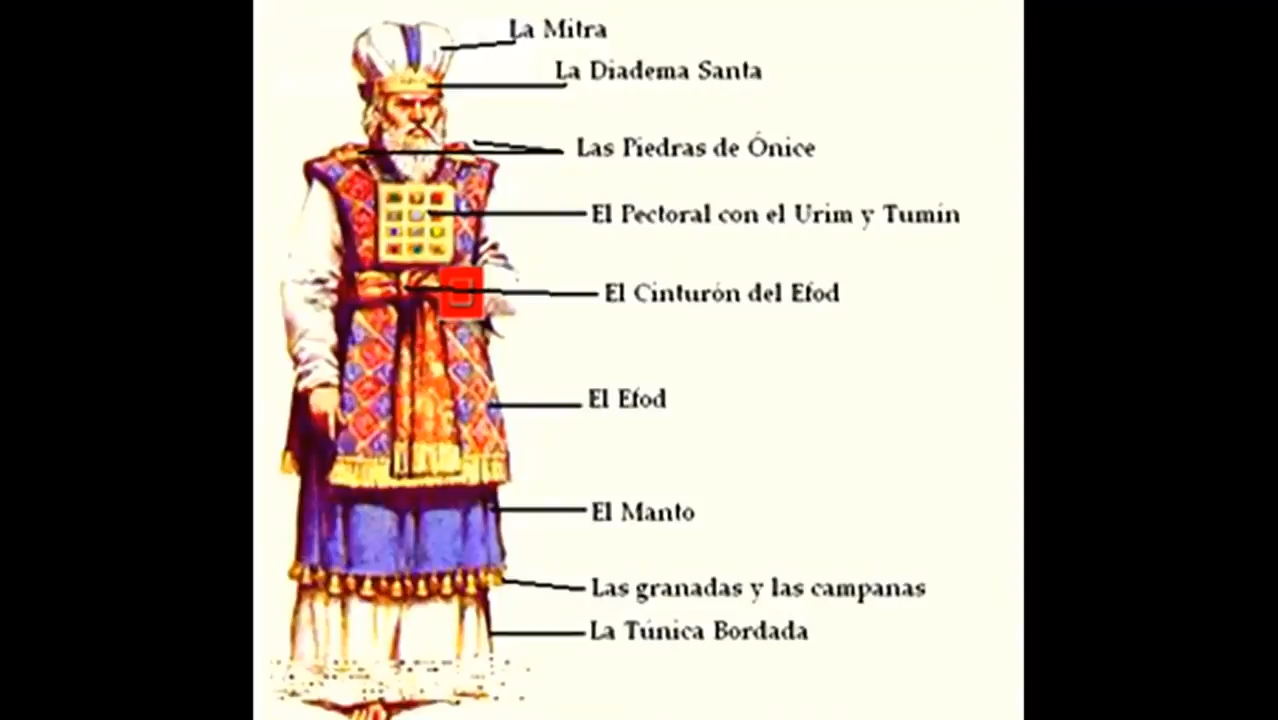 La Mitra
La Diadema Santa
Las Piedras de Ónice
El Pectoral con el Urim y Tumin
El Cinturón del Efod
El Efod
El Manto
Las granadas y las campanas
La Túnica Bordada